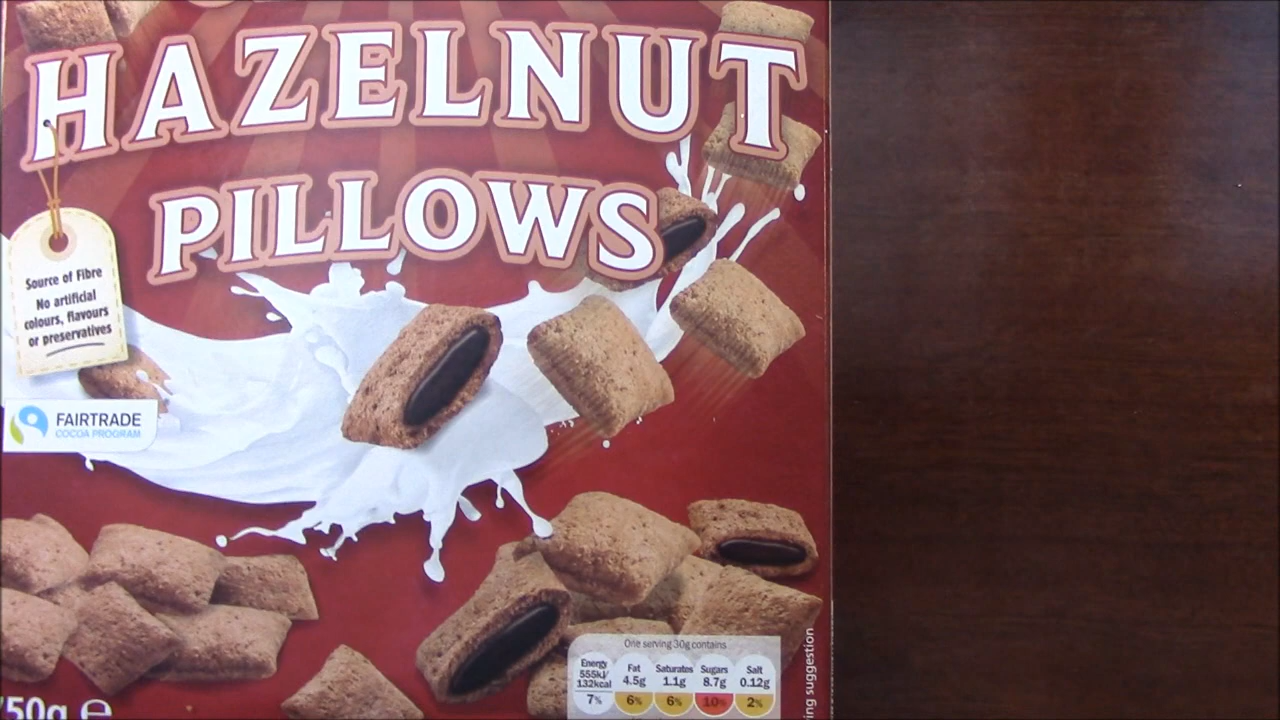 HAZELNUT
PILLOWS
Source of Fibre
No artificial
colours, flavours
or preservatives
FAIRTRADE
COCOA PROGRAM
One serving 30g contains
Energy
555kJ/
132kcal
7%
Fat
4.5g
6%
Saturates
1.1g
6%
Sugars
8.7g
10%
Salt
0.12g
2%
50g e
ing suggestion